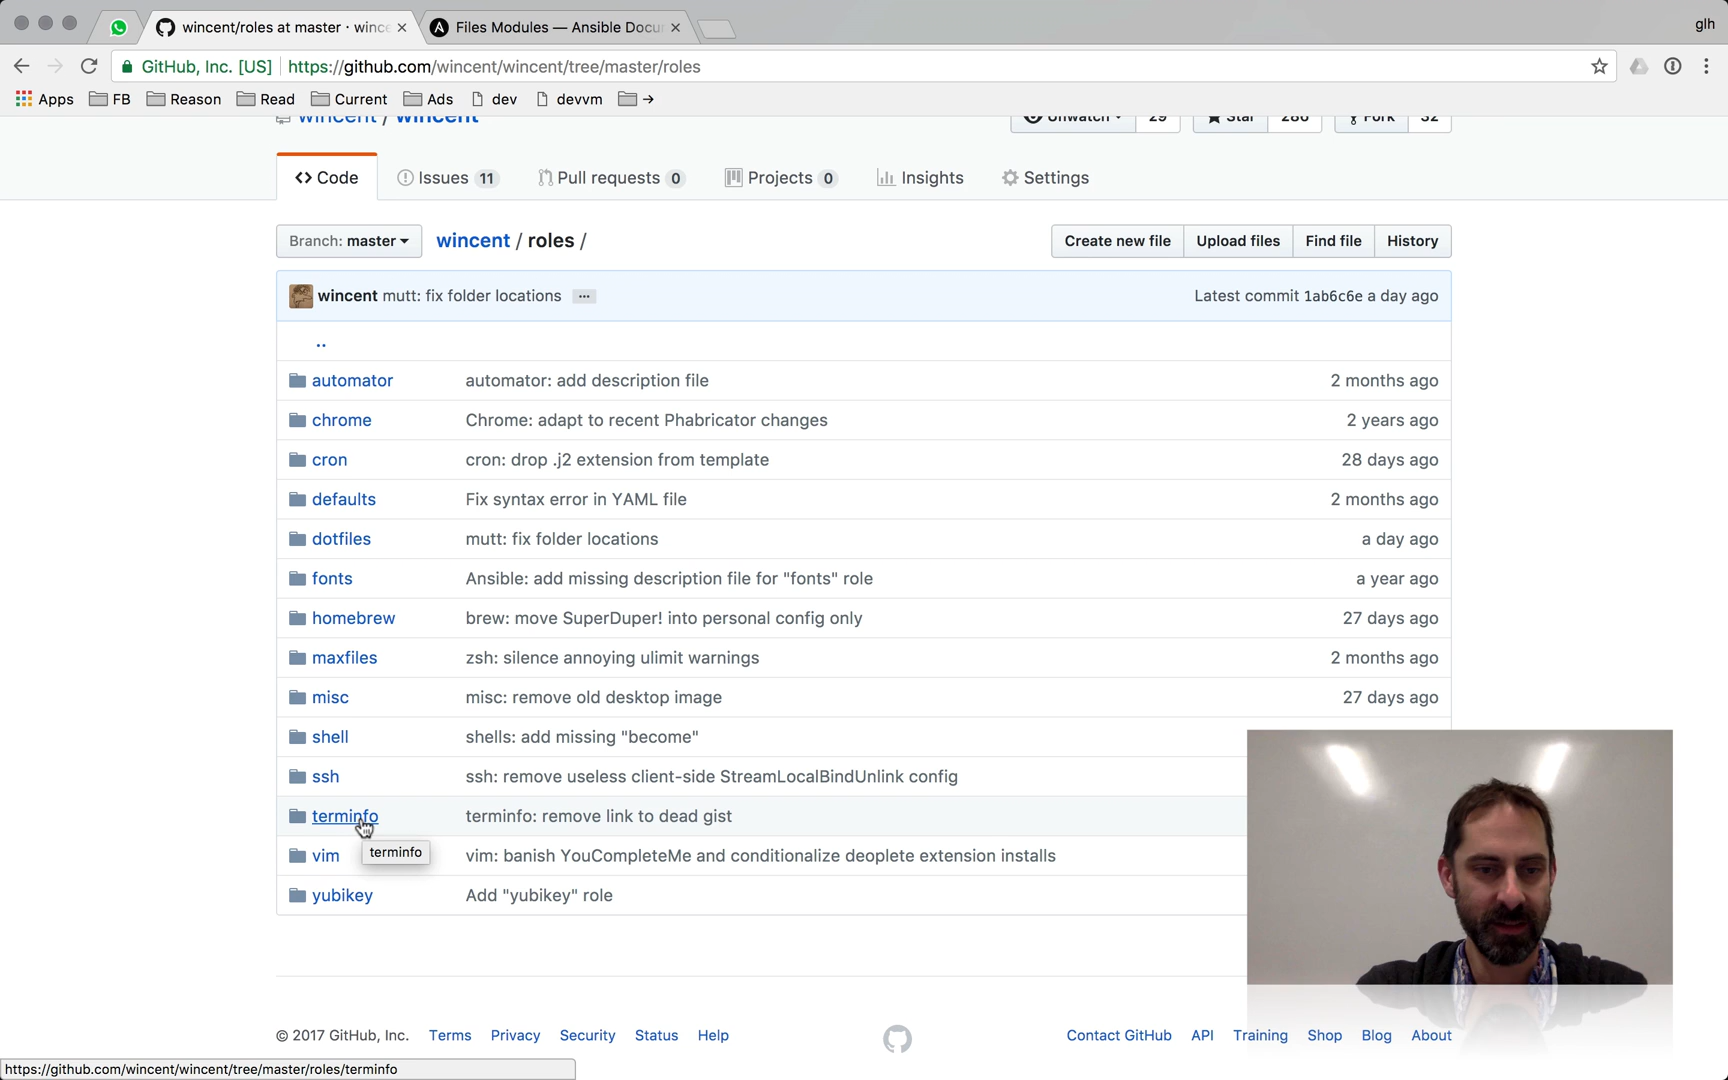 wincent/roles at master · wince
Files Modules — Ansible Docu
glh
GitHub, Inc. [US] https://github.com/wincent/wincent/tree/master/roles
Apps FB Reason Read Current Ads dev devvm →
wincent / wincent Unwatch 29 Star 286 Fork 32
Code Issues 11 Pull requests 0 Projects 0 Insights Settings
Branch: master wincent / roles / Create new file Upload files Find file History
wincent mutt: fix folder locations … Latest commit 1ab6c6e a day ago
..
automator automator: add description file 2 months ago
chrome Chrome: adapt to recent Phabricator changes 2 years ago
cron cron: drop .j2 extension from template 28 days ago
defaults Fix syntax error in YAML file 2 months ago
dotfiles mutt: fix folder locations a day ago
fonts Ansible: add missing description file for "fonts" role a year ago
homebrew brew: move SuperDuper! into personal config only 27 days ago
maxfiles zsh: silence annoying ulimit warnings 2 months ago
misc misc: remove old desktop image 27 days ago
shell shells: add missing "become"
ssh ssh: remove useless client-side StreamLocalBindUnlink config
terminfo terminfo: remove link to dead gist
terminfo
vim vim: banish YouCompleteMe and conditionalize deoplete extension installs
yubikey Add "yubikey" role
© 2017 GitHub, Inc. Terms Privacy Security Status Help Contact GitHub API Training Shop Blog About
https://github.com/wincent/wincent/tree/master/roles/terminfo